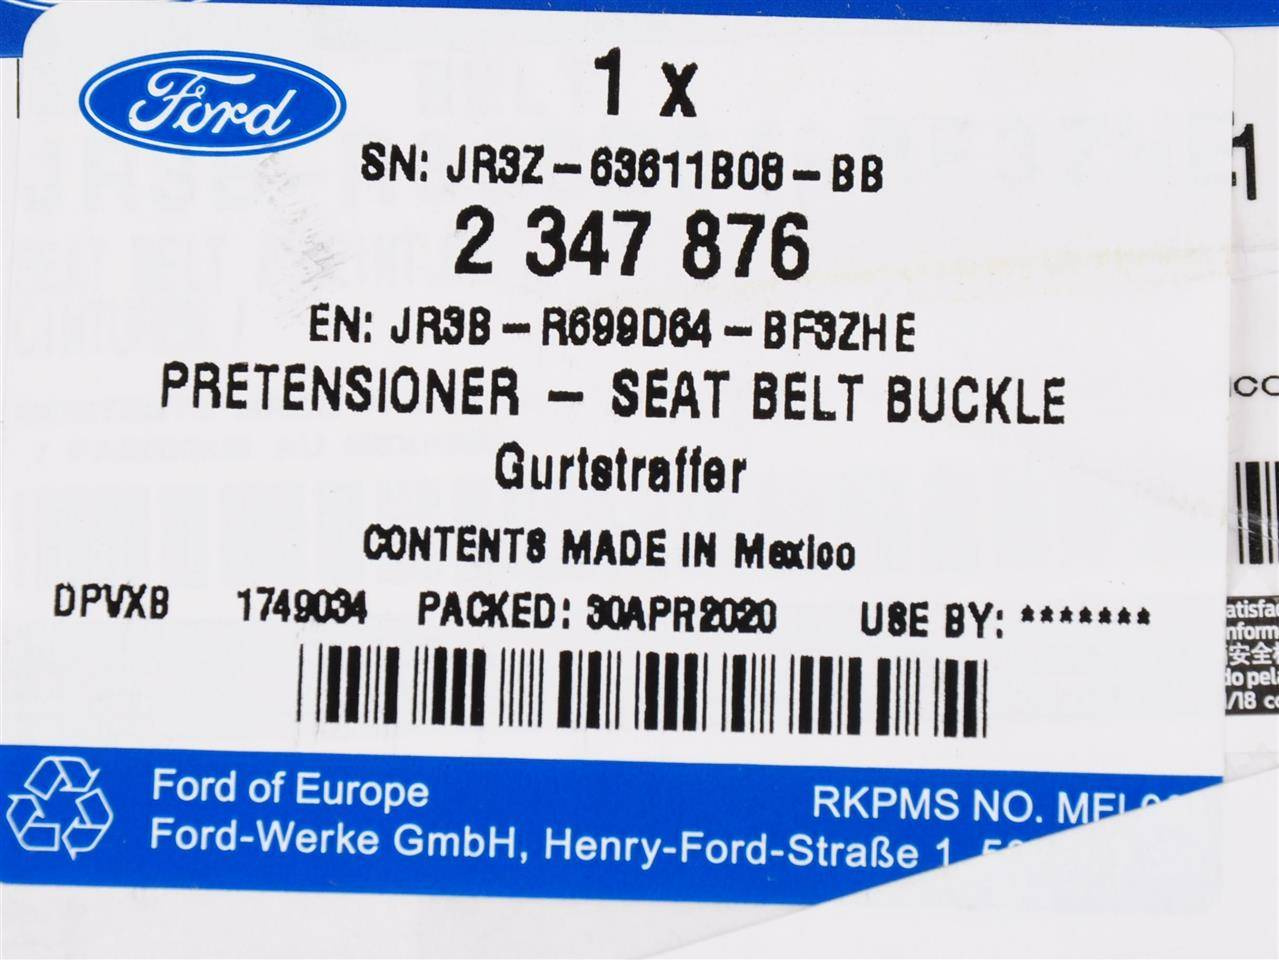 Ford
1 x
SN: JR3Z-63611B08-BB
2 347 876
EN: JR3B-R699D64-BF3ZHE
PRETENSIONER - SEAT BELT BUCKLE
Gurtstraffer
CONTENTS MADE IN Mexico
DPVXB 1749034 PACKED: 30APR2020 USE BY: *******
Ford of Europe
RKPMS NO.
Ford-Werke GmbH, Henry-Ford-Straße 1